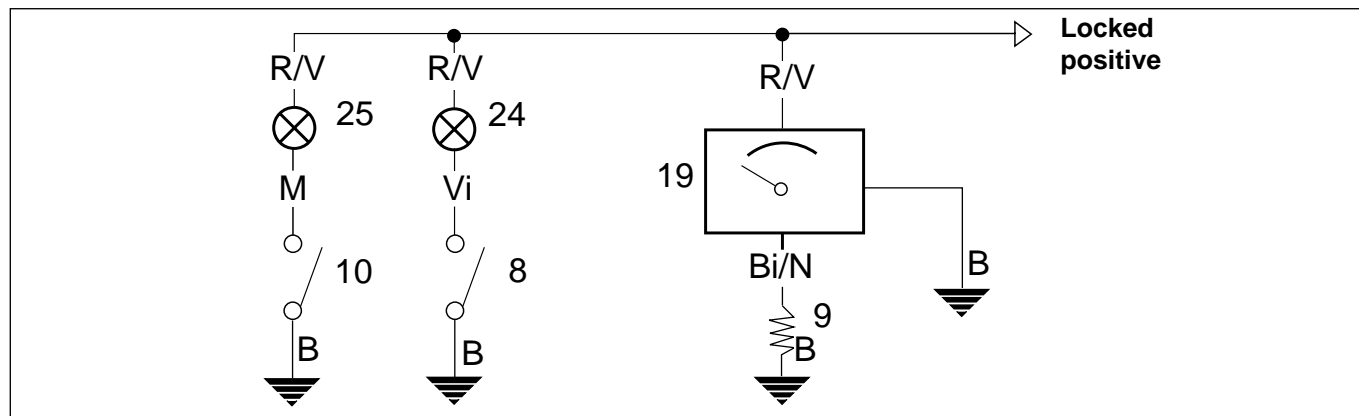 Locked
positive
R/V R/V R/V
25 24
19
M Vi
10 8 Bi/N B
9
B B B